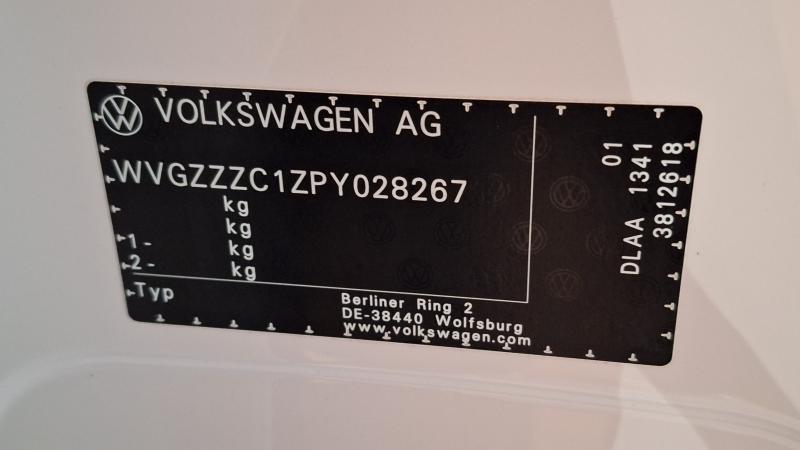 VOLKSWAGEN AG
WVGZZZC1ZPY028267
kg
kg
1- kg
2- kg
Typ
Berliner Ring 2
DE-38440 Wolfsburg
www.volkswagen.com
01
DLAA 1341
3812618